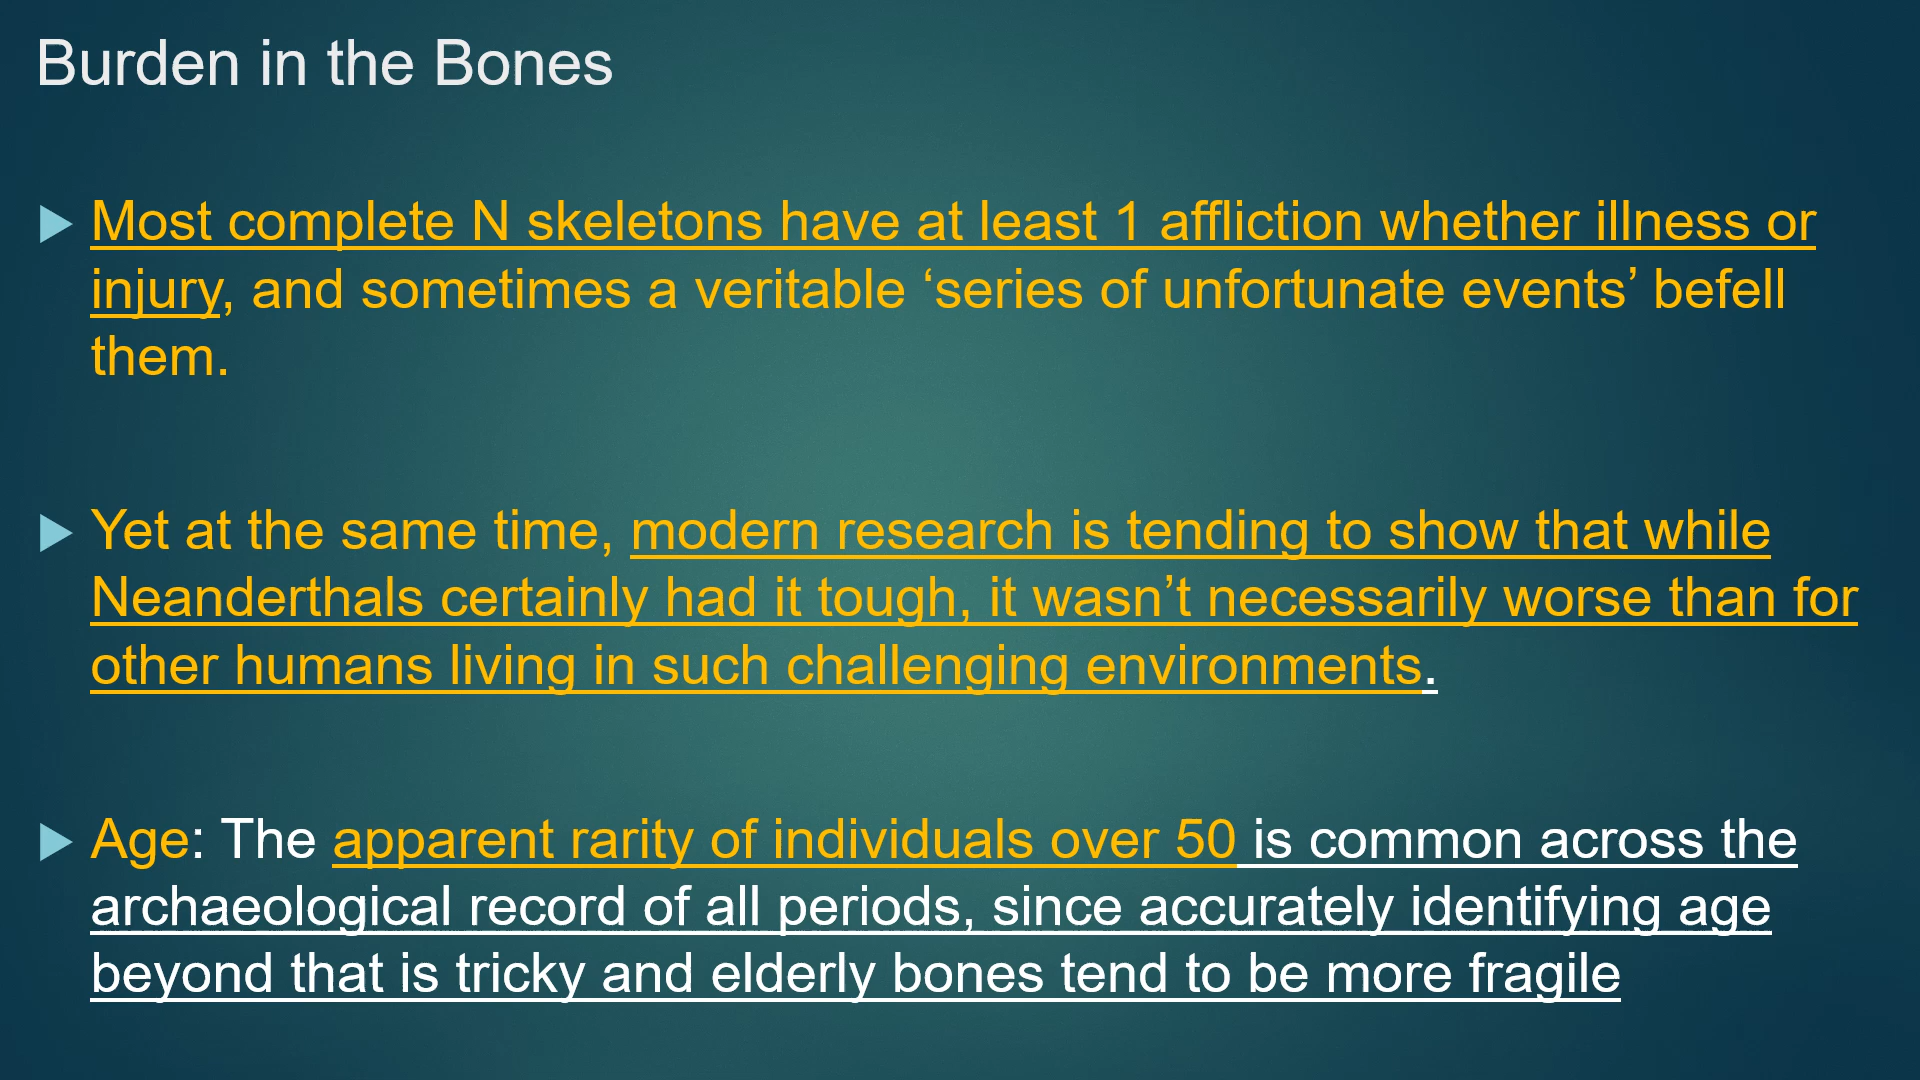 Burden in the Bones
Most complete N skeletons have at least 1 affliction whether illness or
injury, and sometimes a veritable ‘series of unfortunate events’ befell
them.
Yet at the same time, modern research is tending to show that while
Neanderthals certainly had it tough, it wasn’t necessarily worse than for
other humans living in such challenging environments.
Age: The apparent rarity of individuals over 50 is common across the
archaeological record of all periods, since accurately identifying age
beyond that is tricky and elderly bones tend to be more fragile